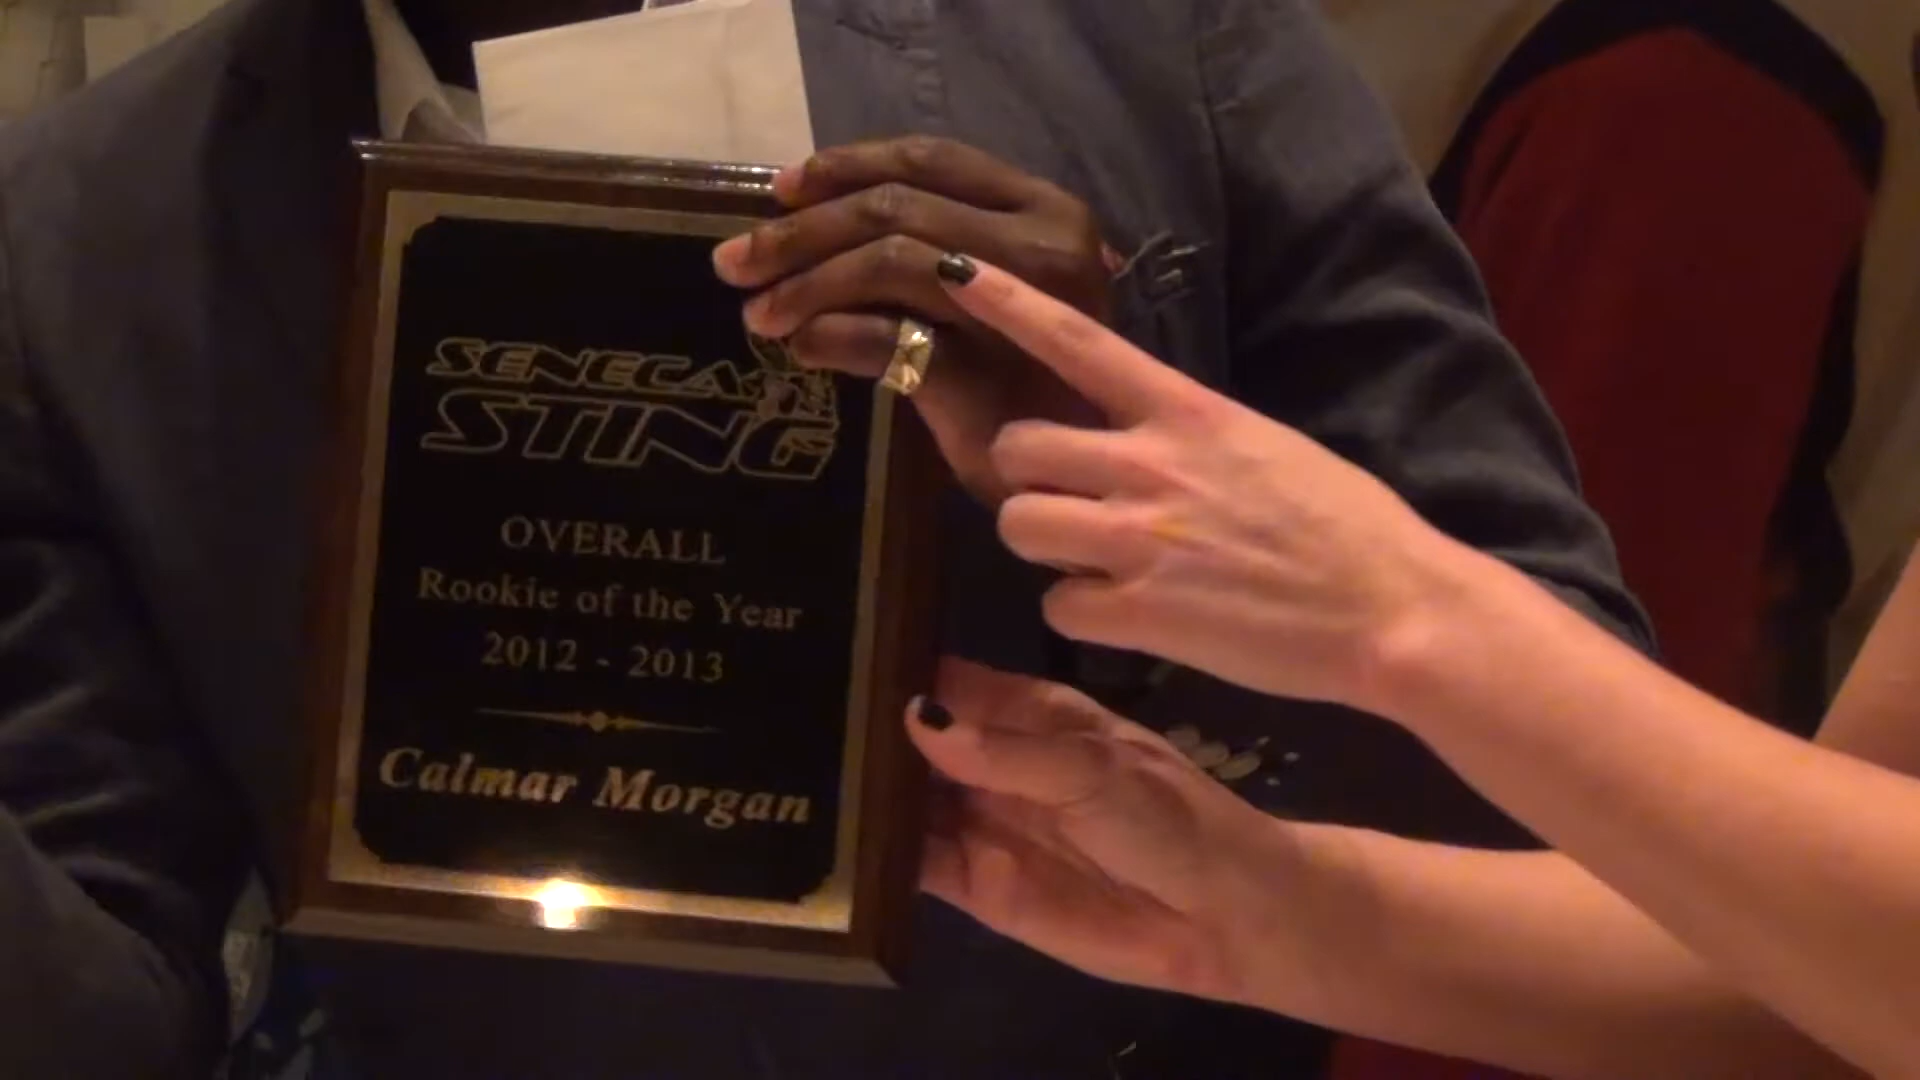 SENECA
STING
OVERALL
Rookie of the Year
2012 - 2013
Calmar Morgan